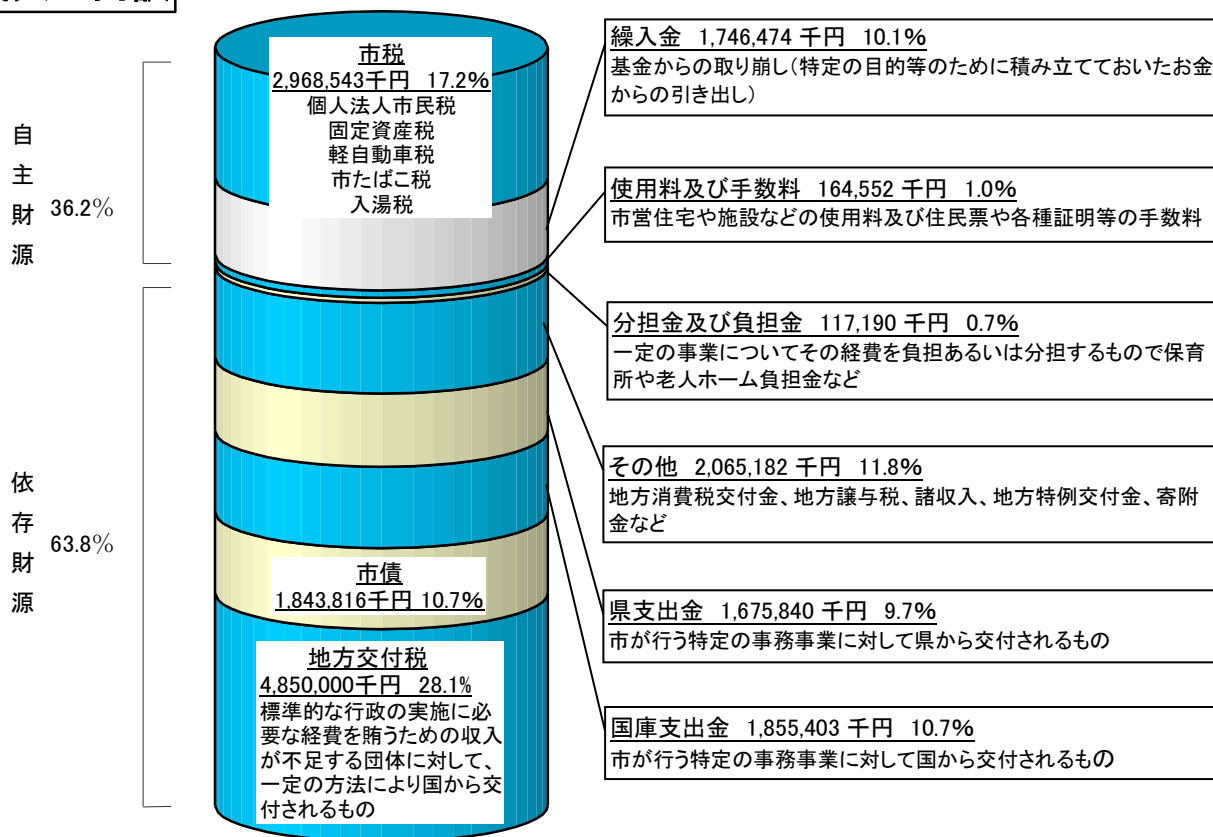 市税
2,968,543千円 17.2%
個人法人市民税
固定資産税
軽自動車税
市たばこ税
入湯税
自主財源
36.2%
依存財源
63.8%
市債
1,843,816千円 10.7%
地方交付税
4,850,000千円 28.1%
標準的な行政の実施に必
要な経費を賄うための収入
が不足する団体に対して、
一定の方法により国から交
付されるもの
繰入金 1,746,474 千円 10.1%
基金からの取り崩し(特定の目的等のために積み立てておいたお金
からの引き出し)
使用料及び手数料 164,552 千円 1.0%
市営住宅や施設などの使用料及び住民票や各種証明等の手数料
分担金及び負担金 117,190 千円 0.7%
一定の事業についてその経費を負担あるいは分担するもので保育
所や老人ホーム負担金など
その他 2,065,182 千円 11.8%
地方消費税交付金、地方譲与税、諸収入、地方特例交付金、寄附
金など
県支出金 1,675,840 千円 9.7%
市が行う特定の事務事業に対して県から交付されるもの
国庫支出金 1,855,403 千円 10.7%
市が行う特定の事務事業に対して国から交付されるもの